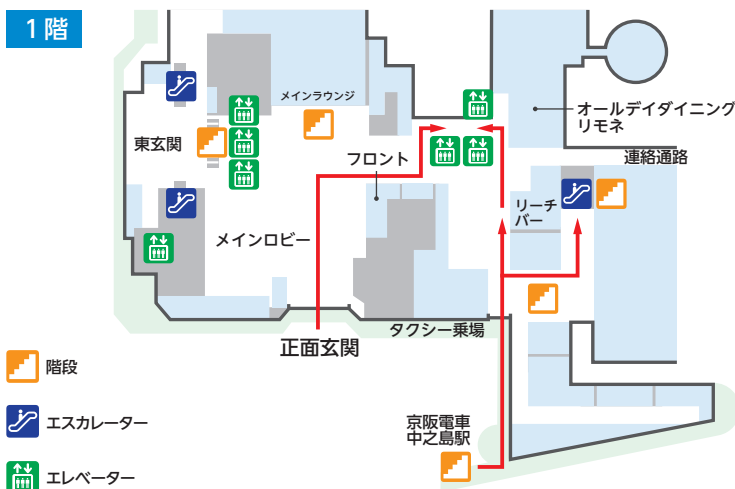 1階
メインラウンジ
オールデイダイニング
リモネ
東玄関
フロント
連絡通路
リーチ
バー
メインロビー
タクシー乗場
正面玄関
階段
エスカレーター
京阪電車
中之島駅
エレベーター